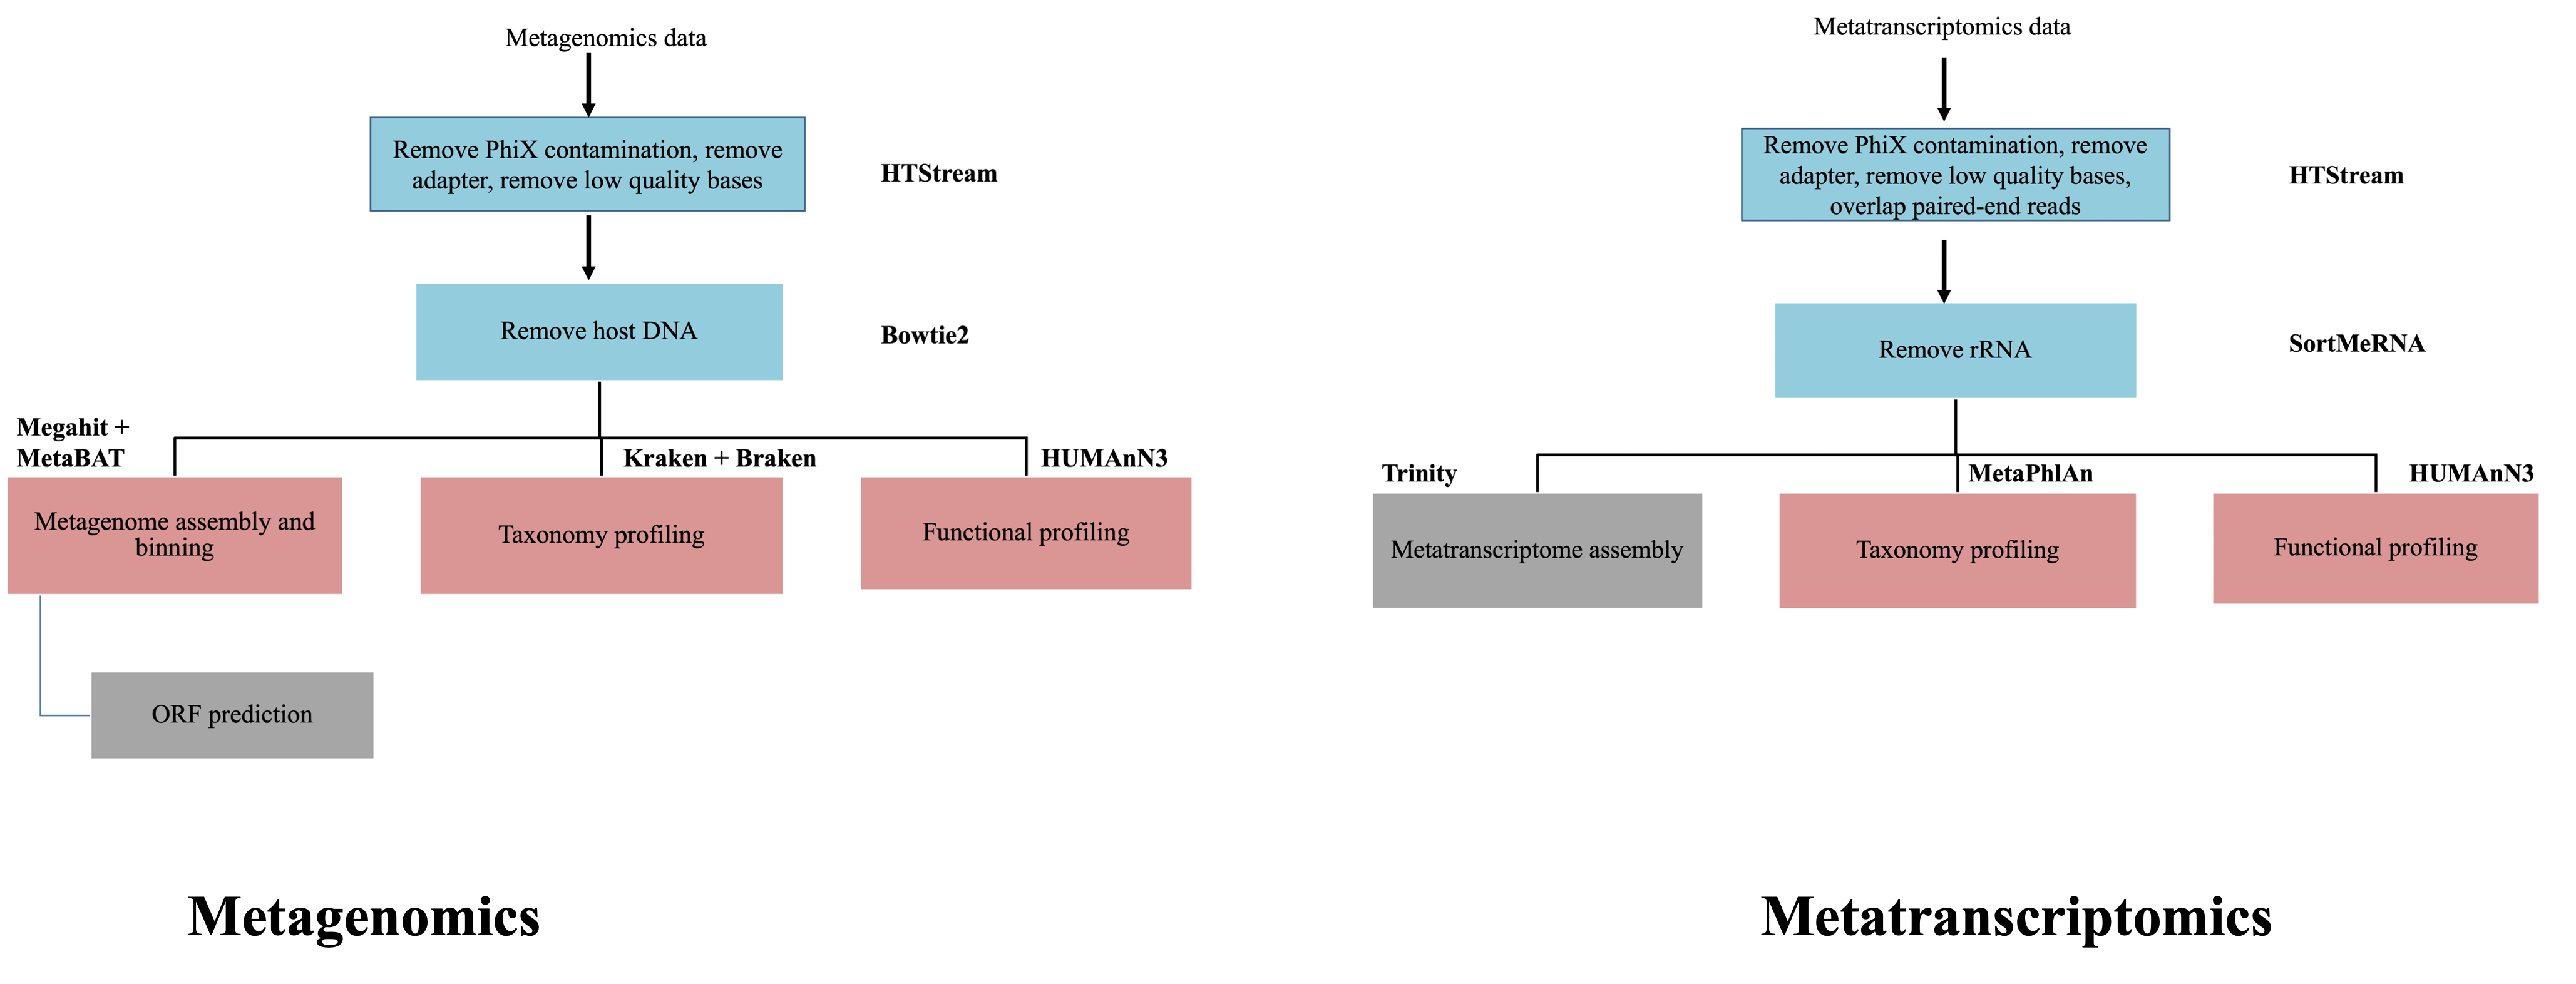 Metagenomics data
Remove PhiX contamination, remove
adapter, remove low quality bases
HTStream
Remove host DNA
Bowtie2
Megahit +
MetaBAT
Kraken + Braken
HUMAnN3
Metagenome assembly and
binning
Taxonomy profiling
Functional profiling
ORF prediction
Metagenomics
Metatranscriptomics data
Remove PhiX contamination, remove
adapter, remove low quality bases,
overlap paired-end reads
HTStream
Remove rRNA
SortMeRNA
Trinity
MetaPhlAn
HUMAnN3
Metatranscriptome assembly
Taxonomy profiling
Functional profiling
Metatranscriptomics